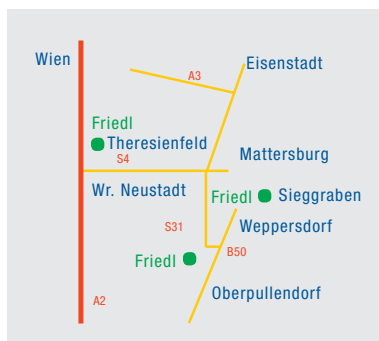 Wien
Eisenstadt
A3
Friedl
Theresienfeld
S4
Mattersburg
Wr. Neustadt
Friedl
Sieggraben
S31
Weppersdorf
B50
Friedl
Oberpullendorf
A2